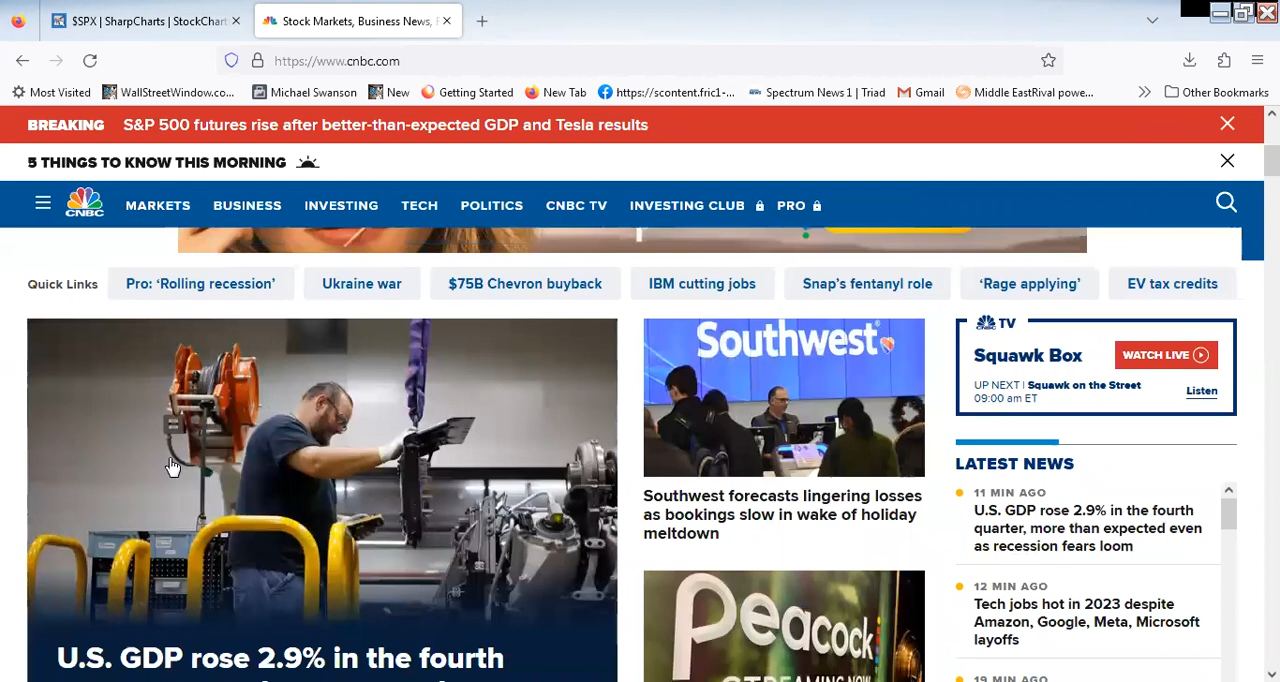 $SPX | SharpCharts | StockChart
Stock Markets, Business News, F
https://www.cnbc.com
Most Visited
WallStreetWindow.co...
Michael Swanson
New
Getting Started
New Tab
https://scontent.fric1-...
Spectrum News 1 | Triad
Gmail
Middle EastRival powe...
Other Bookmarks
BREAKING S&P 500 futures rise after better-than-expected GDP and Tesla results
5 THINGS TO KNOW THIS MORNING
CNBC
MARKETS BUSINESS INVESTING TECH POLITICS CNBC TV INVESTING CLUB PRO
Quick Links
Pro: ‘Rolling recession’
Ukraine war
$75B Chevron buyback
IBM cutting jobs
Snap’s fentanyl role
‘Rage applying’
EV tax credits
U.S. GDP rose 2.9% in the fourth
Southwest
Southwest forecasts lingering losses
as bookings slow in wake of holiday
meltdown
Peacock
STREAMING NOW
TV
Squawk Box
WATCH LIVE
UP NEXT | Squawk on the Street
09:00 am ET
Listen
LATEST NEWS
11 MIN AGO
U.S. GDP rose 2.9% in the fourth
quarter, more than expected even
as recession fears loom
12 MIN AGO
Tech jobs hot in 2023 despite
Amazon, Google, Meta, Microsoft
layoffs
19 MIN AGO